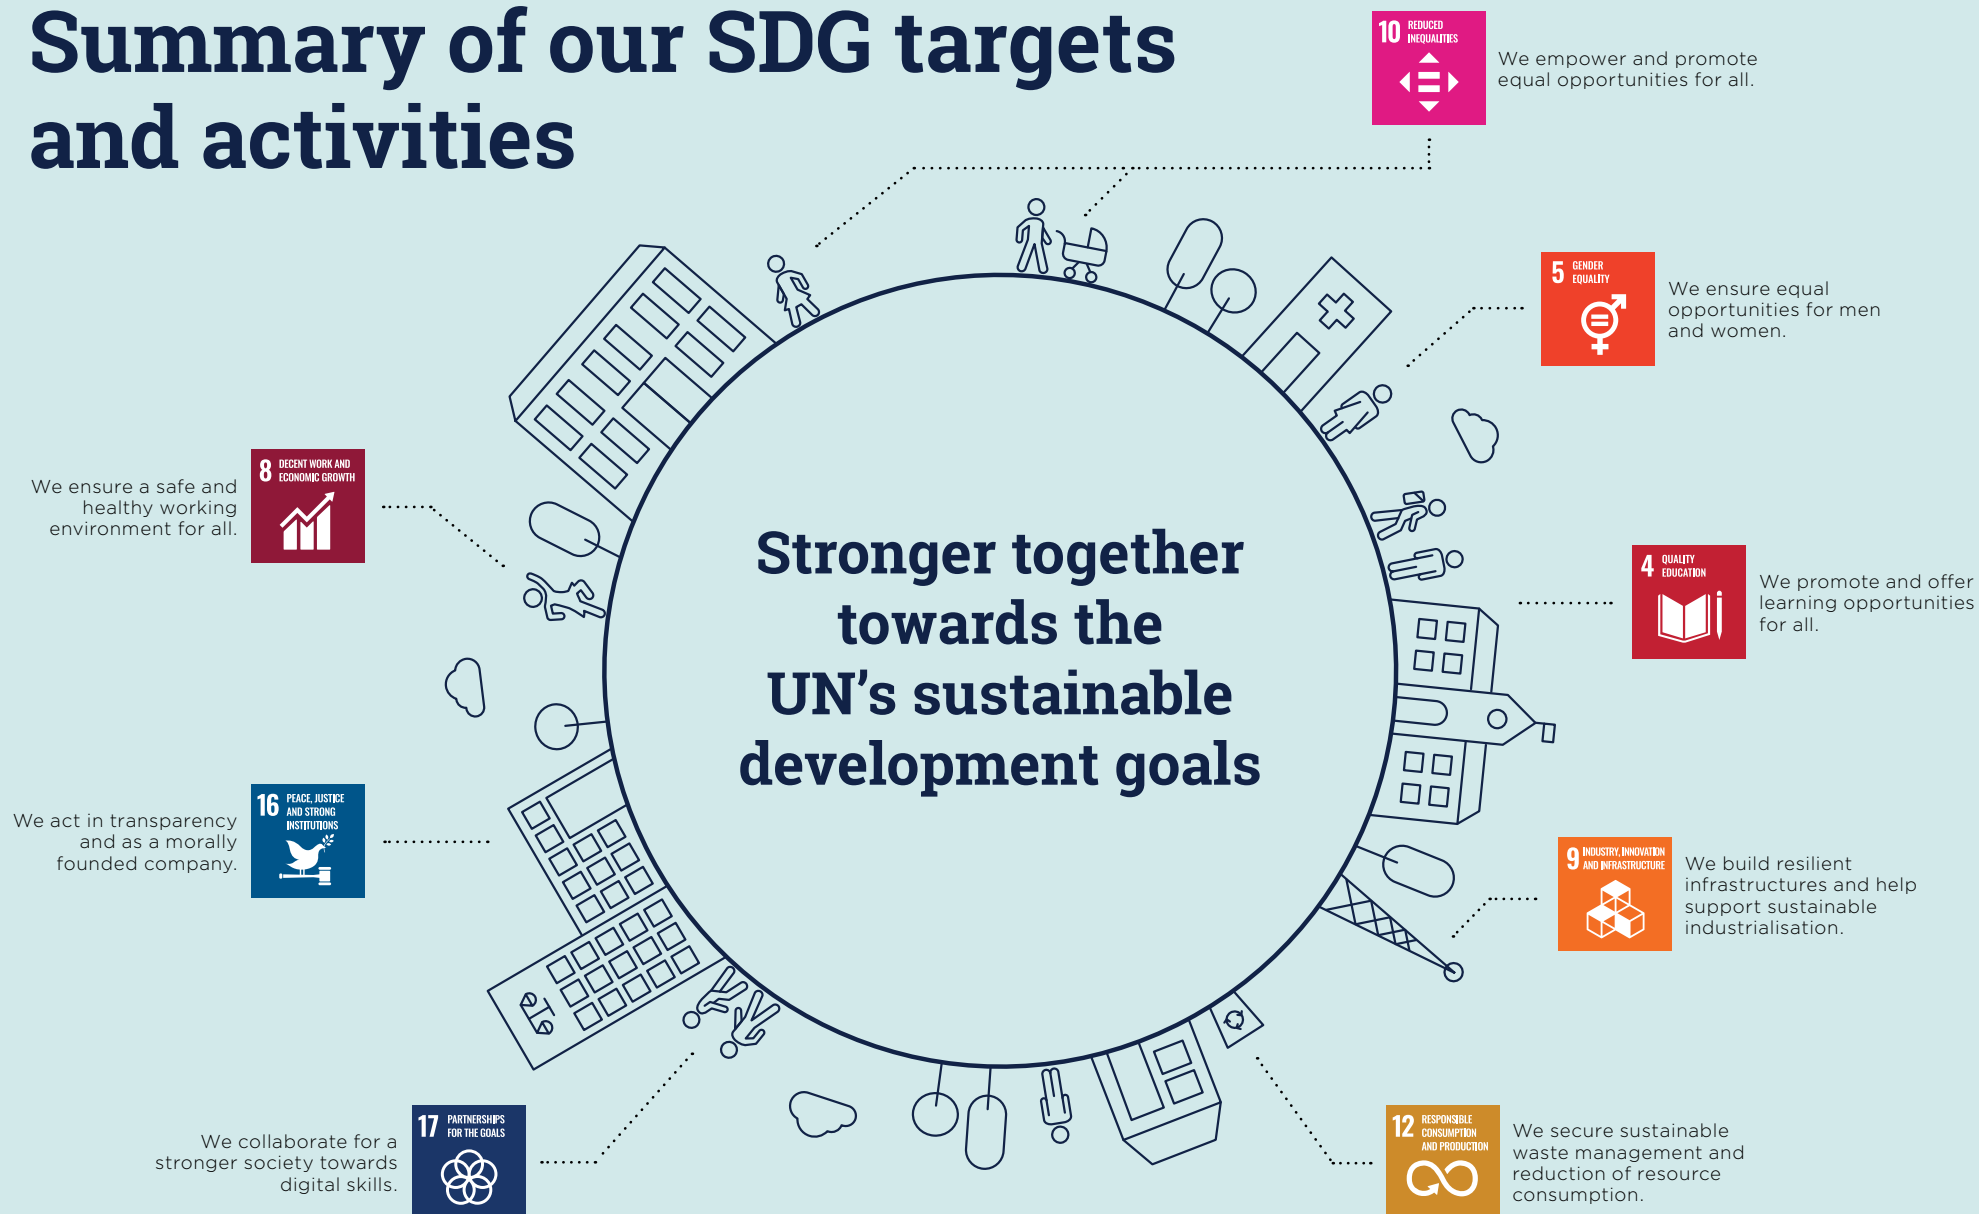 Summary of our SDG targets
and activities
10 REDUCED
INEQUALITIES
We empower and promote
equal opportunities for all.
5 GENDER
EQUALITY
We ensure equal
opportunities for men
and women.
8 DECENT WORK AND
ECONOMIC GROWTH
We ensure a safe and
healthy working
environment for all.
Stronger together
towards the
UN’s sustainable
development goals
4 QUALITY
EDUCATION
We promote and offer
learning opportunities
for all.
16 PEACE, JUSTICE
AND STRONG
INSTITUTIONS
We act in transparency
and as a morally
founded company.
9 INDUSTRY, INNOVATION
AND INFRASTRUCTURE
We build resilient
infrastructures and help
support sustainable
industrialisation.
17 PARTNERSHIPS
FOR THE GOALS
We collaborate for a
stronger society towards
digital skills.
12 RESPONSIBLE
CONSUMPTION
AND PRODUCTION
We secure sustainable
waste management and
reduction of resource
consumption.